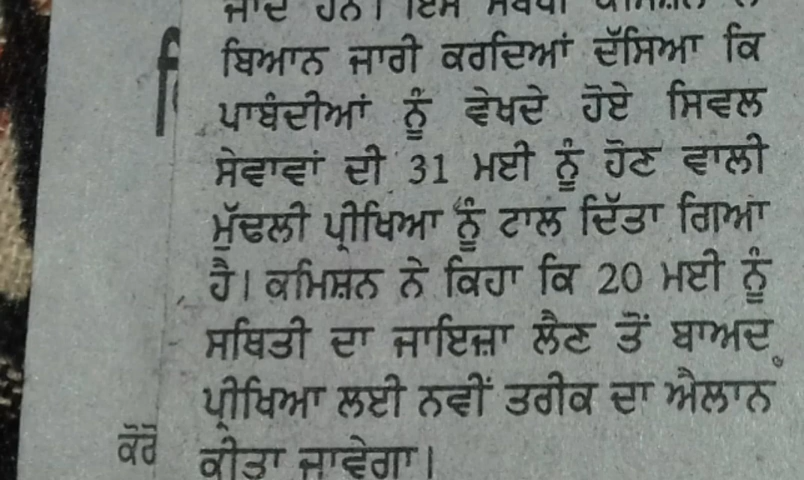 ਬਿਆਨ ਜਾਰੀ ਕਰਦਿਆਂ ਦੱਸਿਆ ਕਿ
ਪਾਬੰਦੀਆਂ ਨੂੰ ਵੇਖਦੇ ਹੋਏ ਸਿਵਲ
ਸੇਵਾਵਾਂ ਦੀ 31 ਮਈ ਨੂੰ ਹੋਣ ਵਾਲੀ
ਮੁੱਢਲੀ ਪ੍ਰੀਖਿਆ ਨੂੰ ਟਾਲ ਦਿੱਤਾ ਗਿਆ
ਹੈ। ਕਮਿਸ਼ਨ ਨੇ ਕਿਹਾ ਕਿ 20 ਮਈ ਨੂੰ
ਸਥਿਤੀ ਦਾ ਜਾਇਜ਼ਾ ਲੈਣ ਤੋਂ ਬਾਅਦ
ਪ੍ਰੀਖਿਆ ਲਈ ਨਵੀਂ ਤਰੀਕ ਦਾ ਐਲਾਨ
ਕੀਤਾ ਜਾਵੇਗਾ।